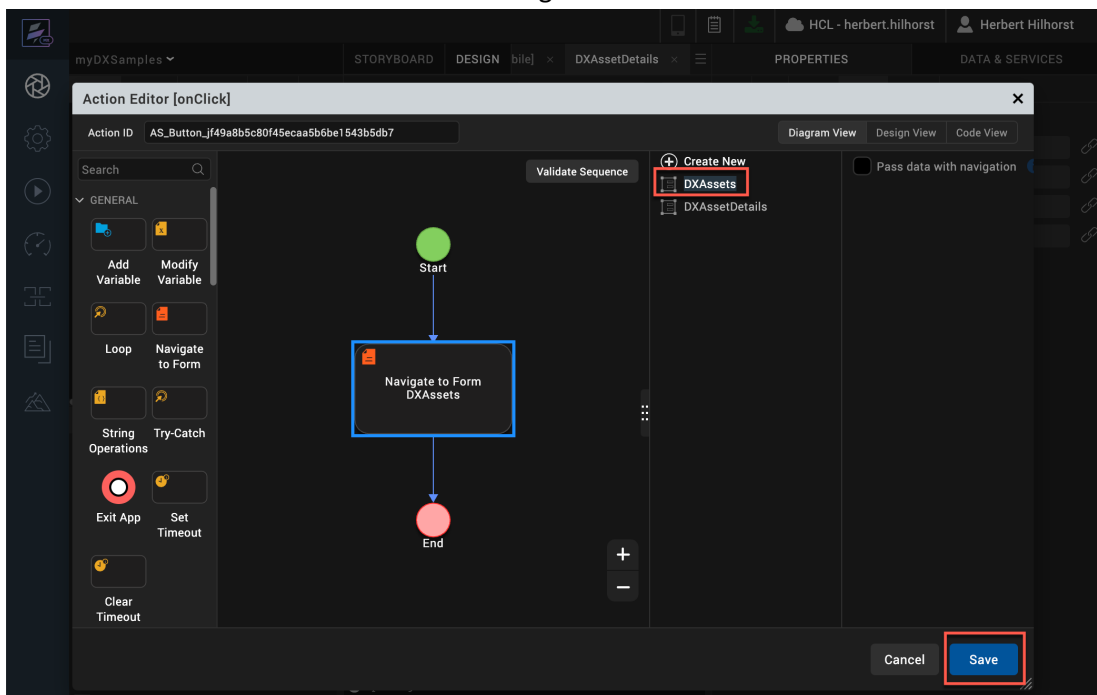 HCL - herbert.hilhorst
Herbert Hilhorst
myDXSamples
STORYBOARD
DESIGN
bile]
DXAssetDetails
PROPERTIES
DATA & SERVICES
Action Editor [onClick]
Action ID
AS_Button_jf49a8b5c80f45ecaa5b6be1543b5db7
Diagram View
Design View
Code View
Search
GENERAL
Add
Variable
Modify
Variable
Loop
Navigate
to Form
String
Operations
Try-Catch
Exit App
Set
Timeout
Clear
Timeout
Validate Sequence
Start
Navigate to Form
DXAssets
End
+
−
Create New
DXAssets
DXAssetDetails
Pass data with navigation
Cancel
Save